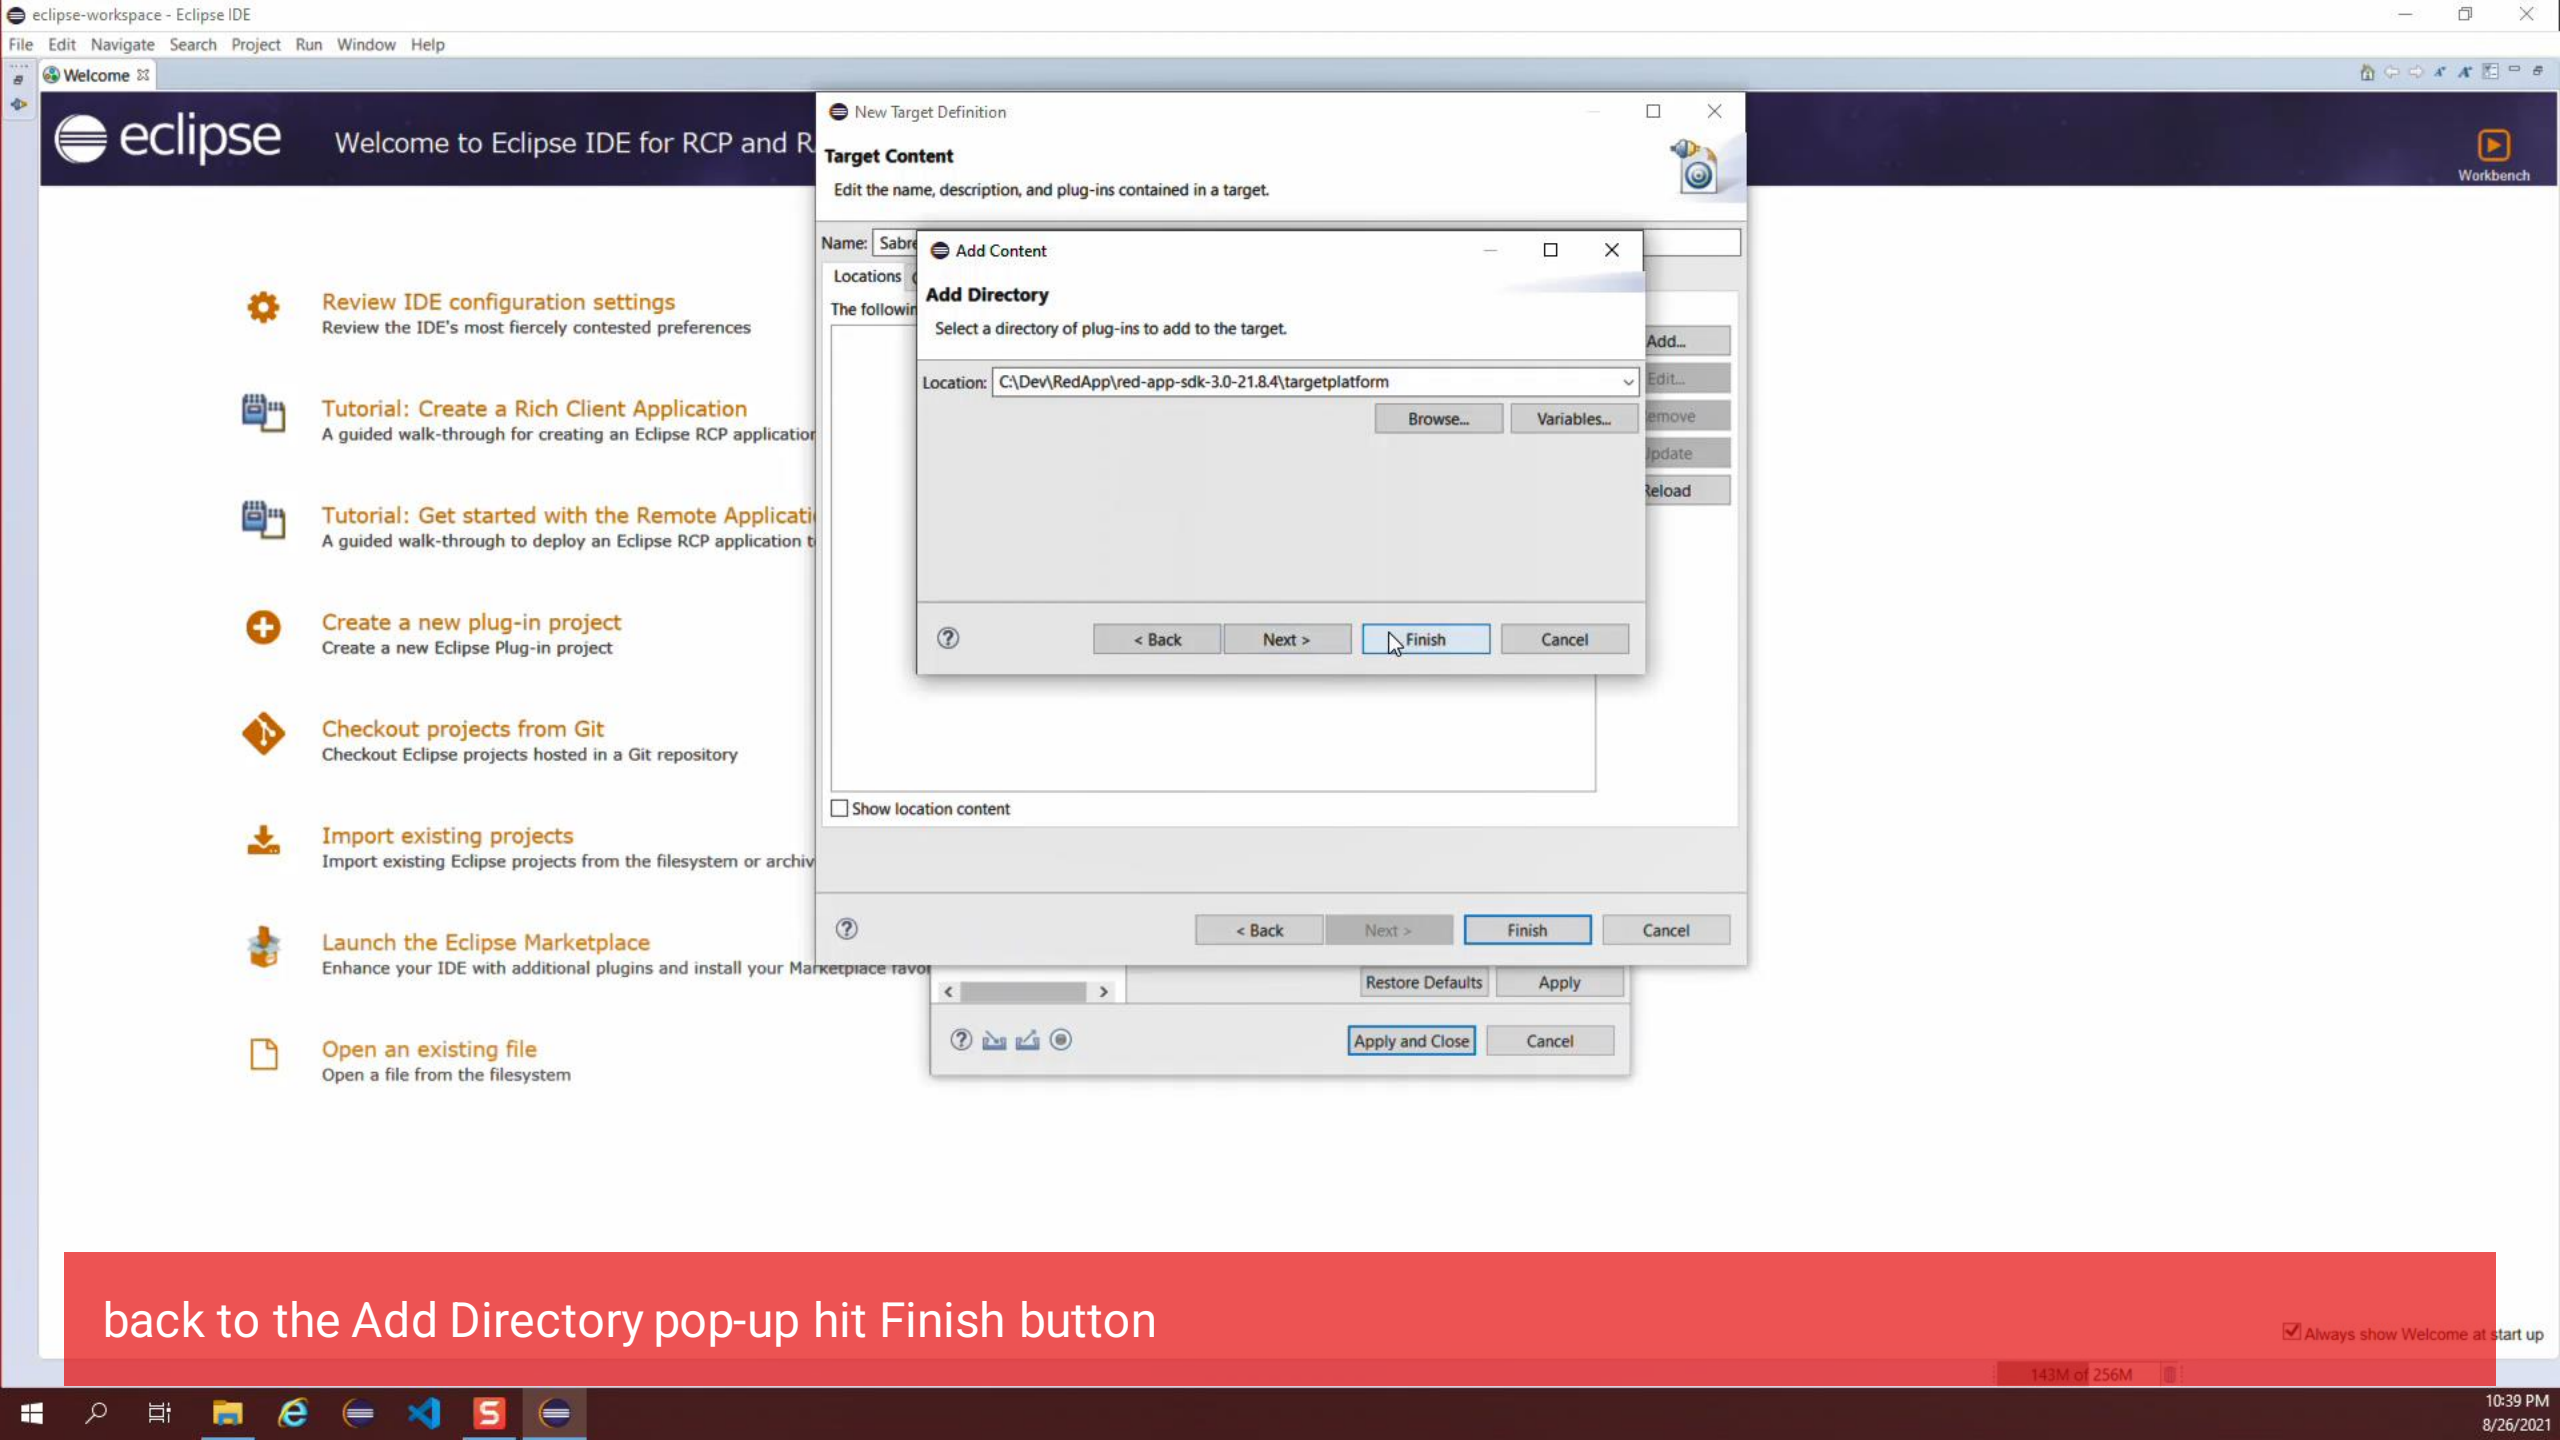 eclipse-workspace - Eclipse IDE
File Edit Navigate Search Project Run Window Help
Welcome
eclipse
Welcome to Eclipse IDE for RCP and R
Workbench
Review IDE configuration settings
Review the IDE's most fiercely contested preferences
Tutorial: Create a Rich Client Application
A guided walk-through for creating an Eclipse RCP application
Tutorial: Get started with the Remote Applicati
A guided walk-through to deploy an Eclipse RCP application t
Create a new plug-in project
Create a new Eclipse Plug-in project
Checkout projects from Git
Checkout Eclipse projects hosted in a Git repository
Import existing projects
Import existing Eclipse projects from the filesystem or archiv
Launch the Eclipse Marketplace
Enhance your IDE with additional plugins and install your Marketplace favor
Open an existing file
Open a file from the filesystem
New Target Definition
Target Content
Edit the name, description, and plug-ins contained in a target.
Name: Sabre
Locations
The followin
Add...
Edit...
emove
Update
Reload
Add Content
Add Directory
Select a directory of plug-ins to add to the target.
Location: C:\Dev\RedApp\red-app-sdk-3.0-21.8.4\targetplatform
Browse... Variables...
< Back Next > Finish Cancel
Show location content
< Back Next > Finish Cancel
Restore Defaults Apply
Apply and Close Cancel
back to the Add Directory pop-up hit Finish button
Always show Welcome at start up
143M of 256M
10:39 PM
8/26/2021